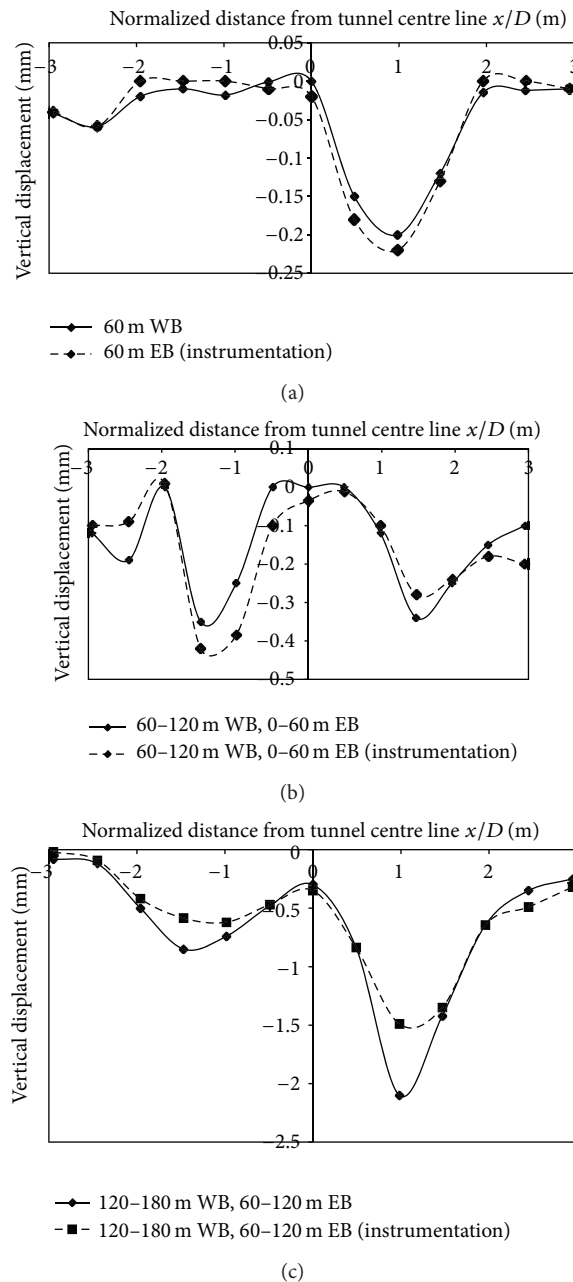 Normalized distance from tunnel centre line x/D (m)
Vertical displacement (mm)
−3 −2 −1 0 1 2 3
0.05
0
−0.05
−0.1
−0.15
−0.2
−0.25
60 m WB
60 m EB (instrumentation)
(a)
Normalized distance from tunnel centre line x/D (m)
Vertical displacement (mm)
−3 −2 −1 0 1 2 3
0.1
0
−0.1
−0.2
−0.3
−0.4
−0.5
60–120 m WB, 0–60 m EB
60–120 m WB, 0–60 m EB (instrumentation)
(b)
Normalized distance from tunnel centre line x/D (m)
Vertical displacement (mm)
−3 −2 −1 0 1 2 3
0
−0.5
−1
−1.5
−2
−2.5
120–180 m WB, 60–120 m EB
120–180 m WB, 60–120 m EB (instrumentation)
(c)